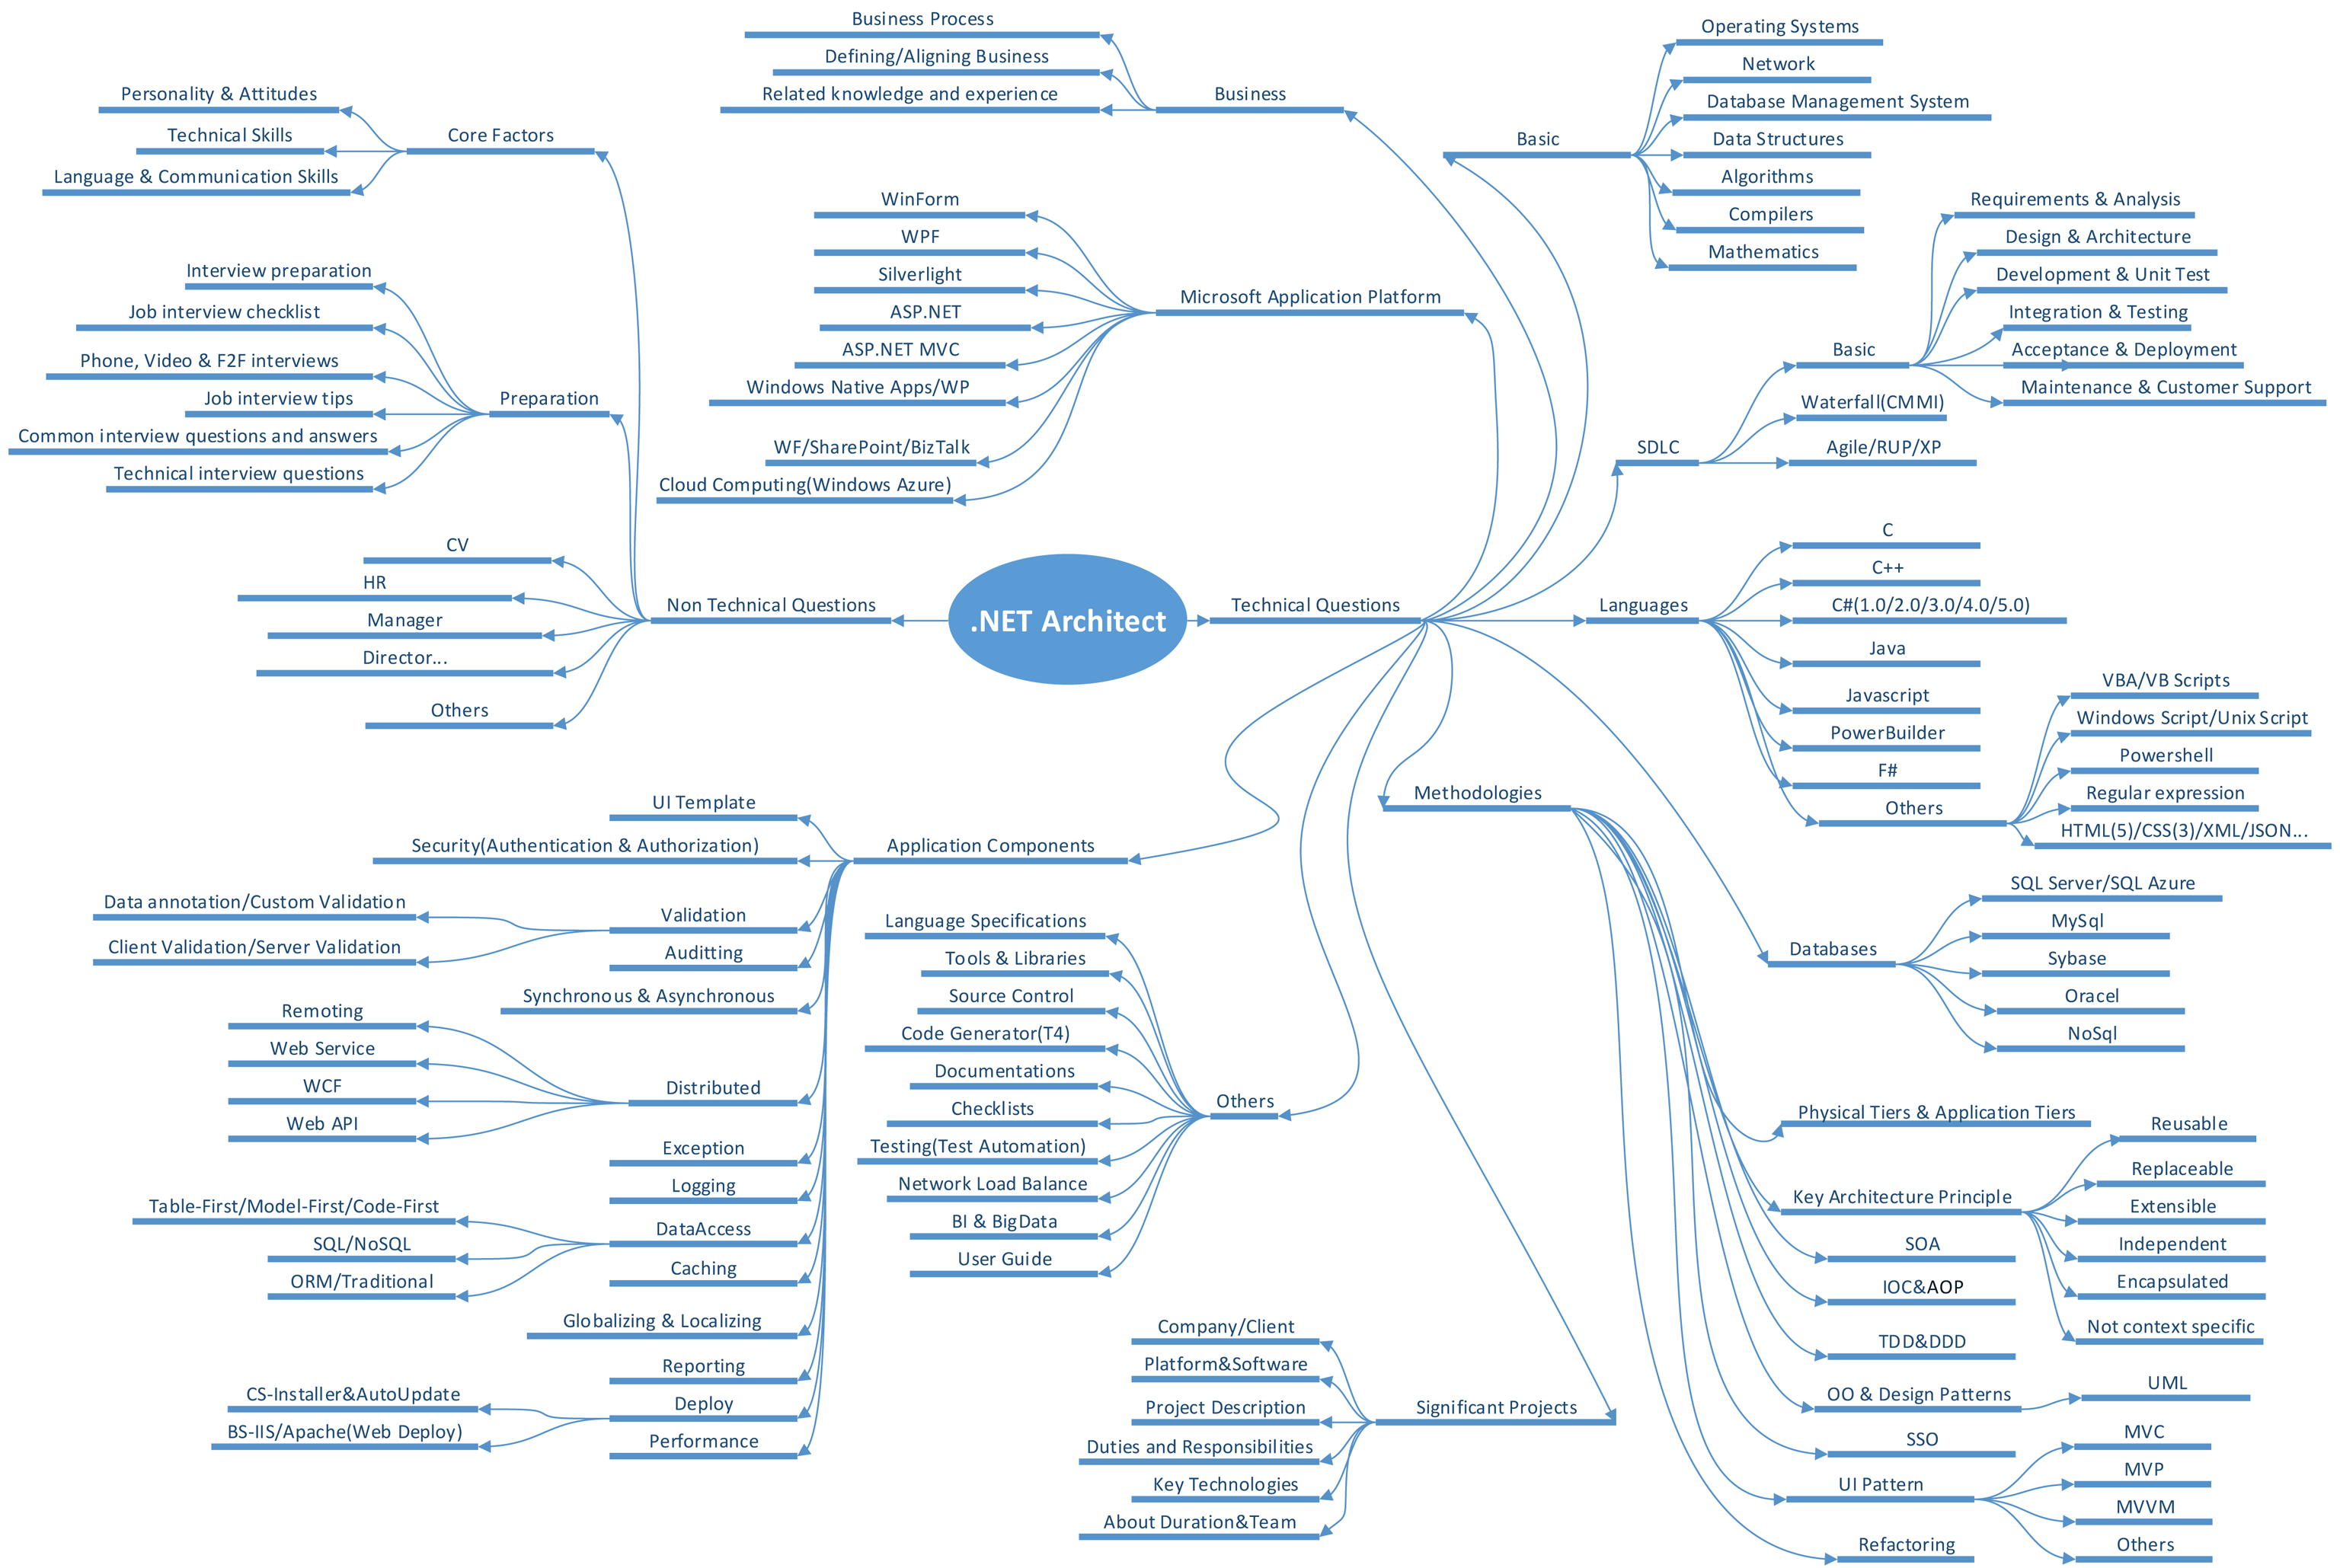 .NET Architect
Non Technical Questions
Core Factors
Personality & Attitudes
Technical Skills
Language & Communication Skills
Preparation
Interview preparation
Job interview checklist
Phone, Video & F2F interviews
Job interview tips
Common interview questions and answers
Technical interview questions
CV
HR
Manager
Director...
Others
Technical Questions
Business
Business Process
Defining/Aligning Business
Related knowledge and experience
Microsoft Application Platform
WinForm
WPF
Silverlight
ASP.NET
ASP.NET MVC
Windows Native Apps/WP
WF/SharePoint/BizTalk
Cloud Computing(Windows Azure)
Basic
Operating Systems
Network
Database Management System
Data Structures
Algorithms
Compilers
Mathematics
SDLC
Basic
Requirements & Analysis
Design & Architecture
Development & Unit Test
Integration & Testing
Acceptance & Deployment
Maintenance & Customer Support
Waterfall(CMMI)
Agile/RUP/XP
Languages
C
C++
C#(1.0/2.0/3.0/4.0/5.0)
Java
Javascript
PowerBuilder
F#
Others
VBA/VB Scripts
Windows Script/Unix Script
Powershell
Regular expression
HTML(5)/CSS(3)/XML/JSON...
Databases
SQL Server/SQL Azure
MySql
Sybase
Oracel
NoSql
Methodologies
Physical Tiers & Application Tiers
Key Architecture Principle
Reusable
Replaceable
Extensible
Independent
Encapsulated
Not context specific
SOA
IOC&AOP
TDD&DDD
OO & Design Patterns
UML
SSO
UI Pattern
MVC
MVP
MVVM
Others
Refactoring
Application Components
UI Template
Security(Authentication & Authorization)
Validation
Data annotation/Custom Validation
Client Validation/Server Validation
Auditting
Synchronous & Asynchronous
Distributed
Remoting
Web Service
WCF
Web API
Exception
Logging
DataAccess
Table-First/Model-First/Code-First
SQL/NoSQL
ORM/Traditional
Caching
Globalizing & Localizing
Reporting
Deploy
CS-Installer&AutoUpdate
BS-IIS/Apache(Web Deploy)
Performance
Others
Language Specifications
Tools & Libraries
Source Control
Code Generator(T4)
Documentations
Checklists
Testing(Test Automation)
Network Load Balance
BI & BigData
User Guide
Significant Projects
Company/Client
Platform&Software
Project Description
Duties and Responsibilities
Key Technologies
About Duration&Team